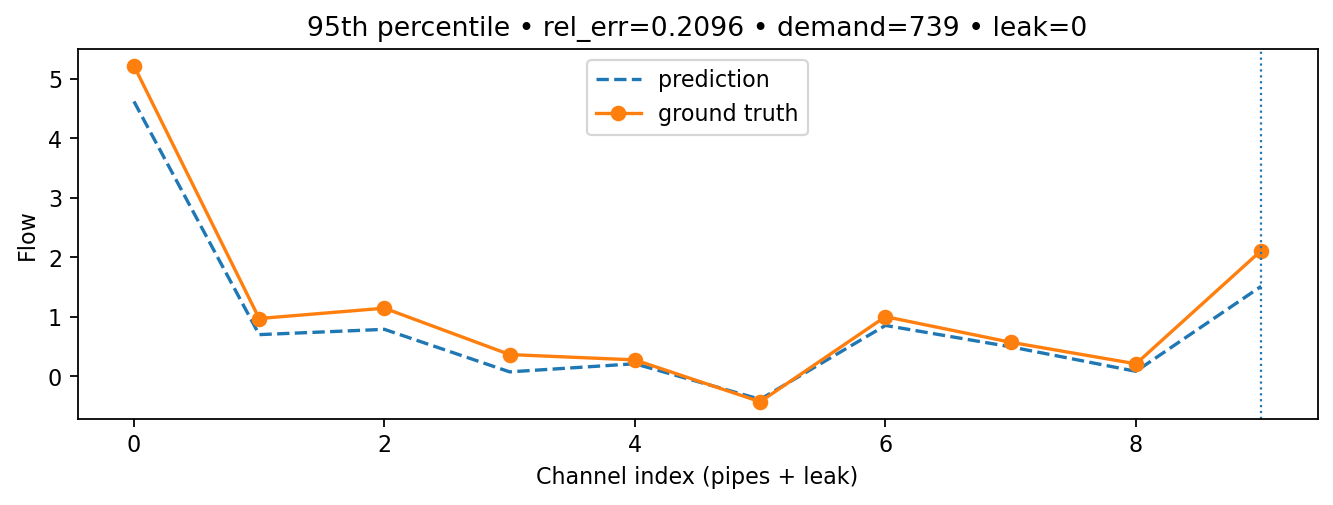 95th percentile • rel_err=0.2096 • demand=739 • leak=0
prediction
ground truth
Flow
5
4
3
2
1
0
0 2 4 6 8
Channel index (pipes + leak)